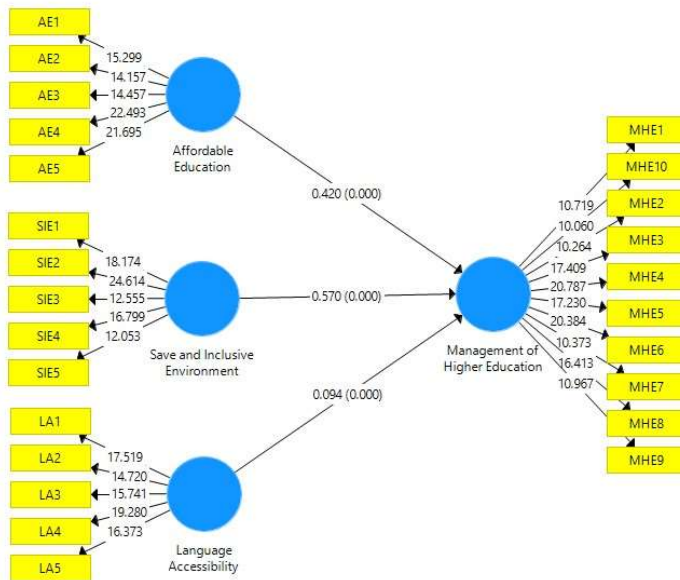 AE1
AE2
AE3
AE4
AE5
15.299
14.157
14.457
22.493
21.695
Affordable
Education
0.420 (0.000)
SIE1
SIE2
SIE3
SIE4
SIE5
18.174
24.614
12.555
16.799
12.053
Save and Inclusive
Environment
0.570 (0.000)
LA1
LA2
LA3
LA4
LA5
17.519
14.720
15.741
19.280
16.373
Language
Accessibility
0.094 (0.000)
Management of
Higher Education
10.719
10.060
10.264
17.409
20.787
17.230
20.384
10.373
16.413
10.967
MHE1
MHE10
MHE2
MHE3
MHE4
MHE5
MHE6
MHE7
MHE8
MHE9